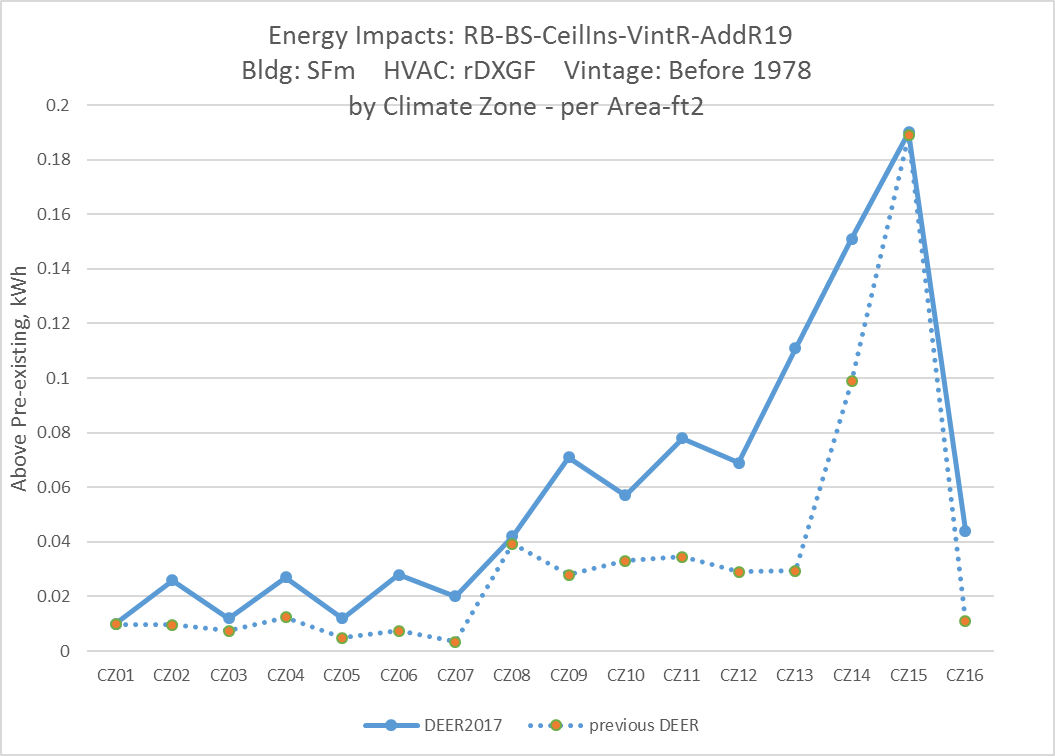 Energy Impacts: RB-BS-CeilIns-VintR-AddR19
Bldg: SFm HVAC: rDXGF Vintage: Before 1978
by Climate Zone - per Area-ft2
Above Pre-existing, kWh
0.2
0.18
0.16
0.14
0.12
0.1
0.08
0.06
0.04
0.02
0
CZ01 CZ02 CZ03 CZ04 CZ05 CZ06 CZ07 CZ08 CZ09 CZ10 CZ11 CZ12 CZ13 CZ14 CZ15 CZ16
DEER2017 previous DEER